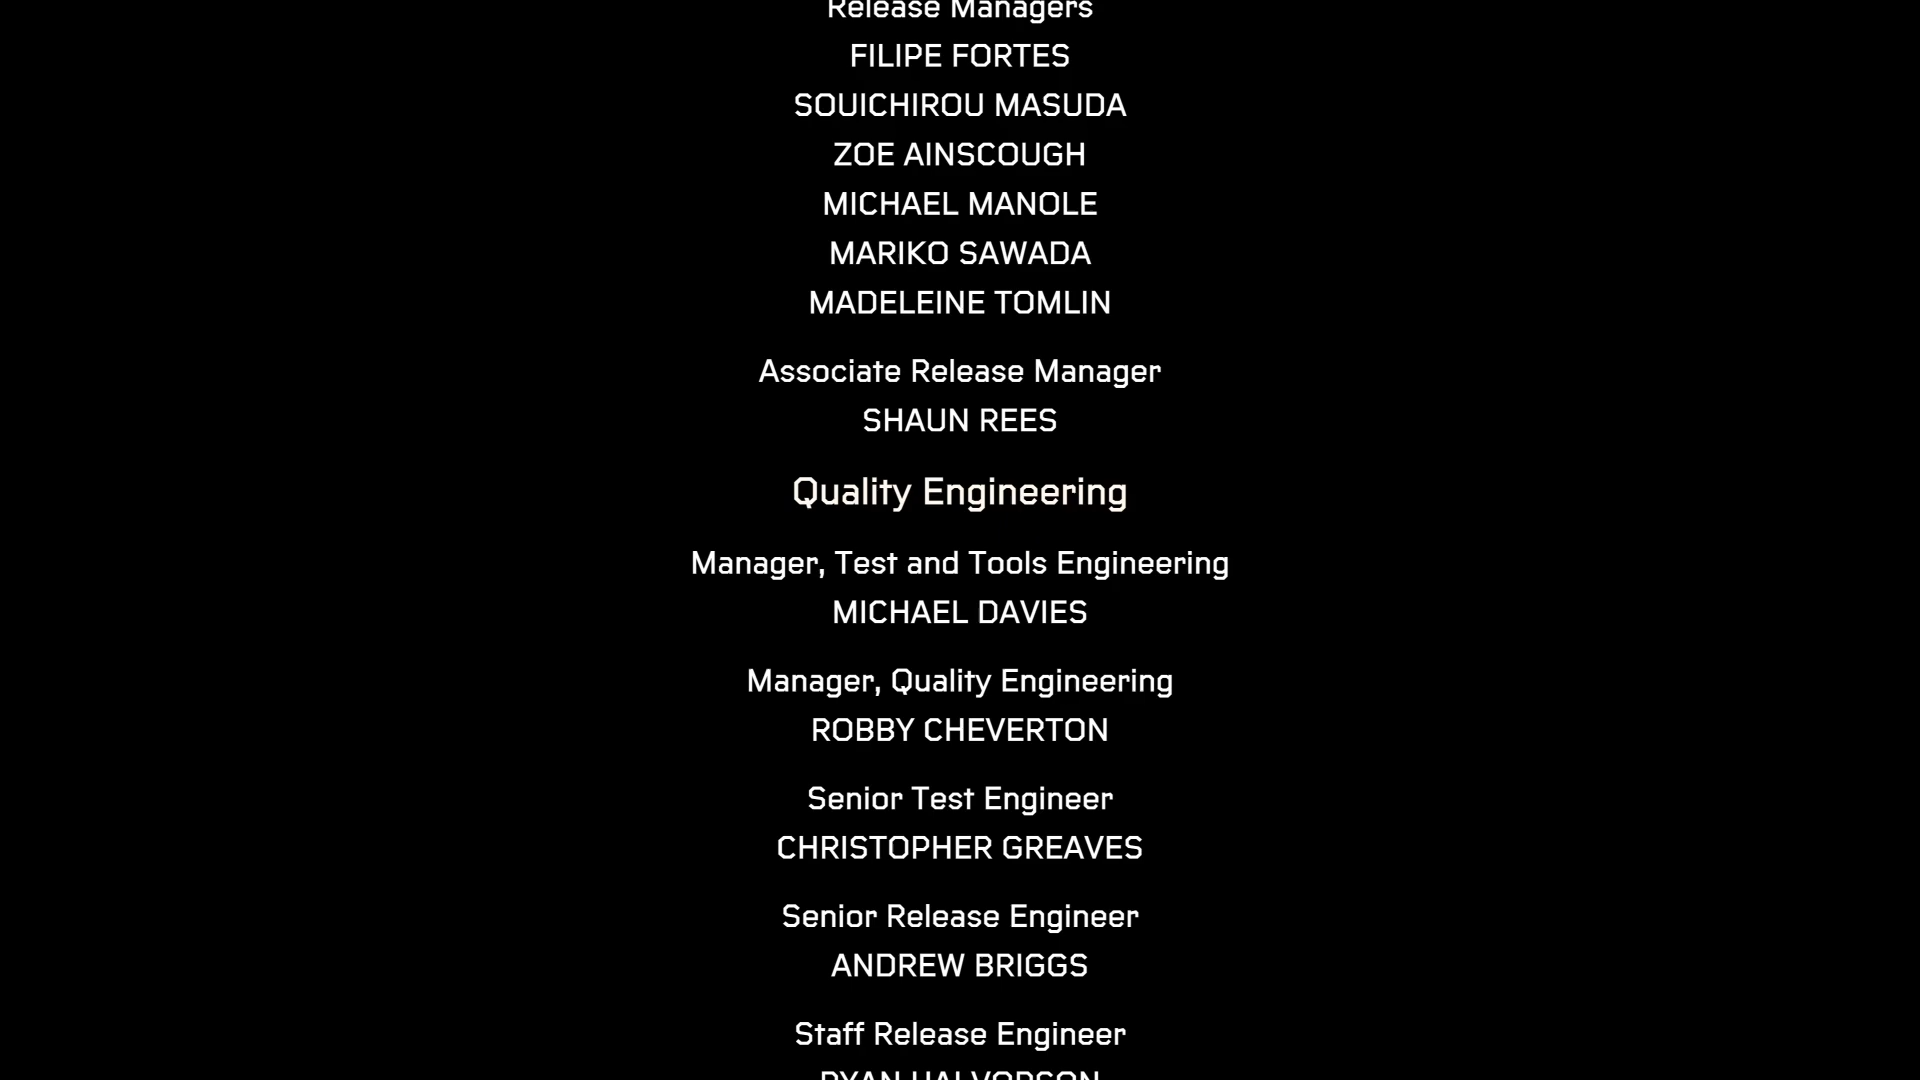 Release Managers
FILIPE FORTES
SOUICHIROU MASUDA
ZOE AINSCOUGH
MICHAEL MANOLE
MARIKO SAWADA
MADELEINE TOMLIN
Associate Release Manager
SHAUN REES
Quality Engineering
Manager, Test and Tools Engineering
MICHAEL DAVIES
Manager, Quality Engineering
ROBBY CHEVERTON
Senior Test Engineer
CHRISTOPHER GREAVES
Senior Release Engineer
ANDREW BRIGGS
Staff Release Engineer
RYAN HALVORSON